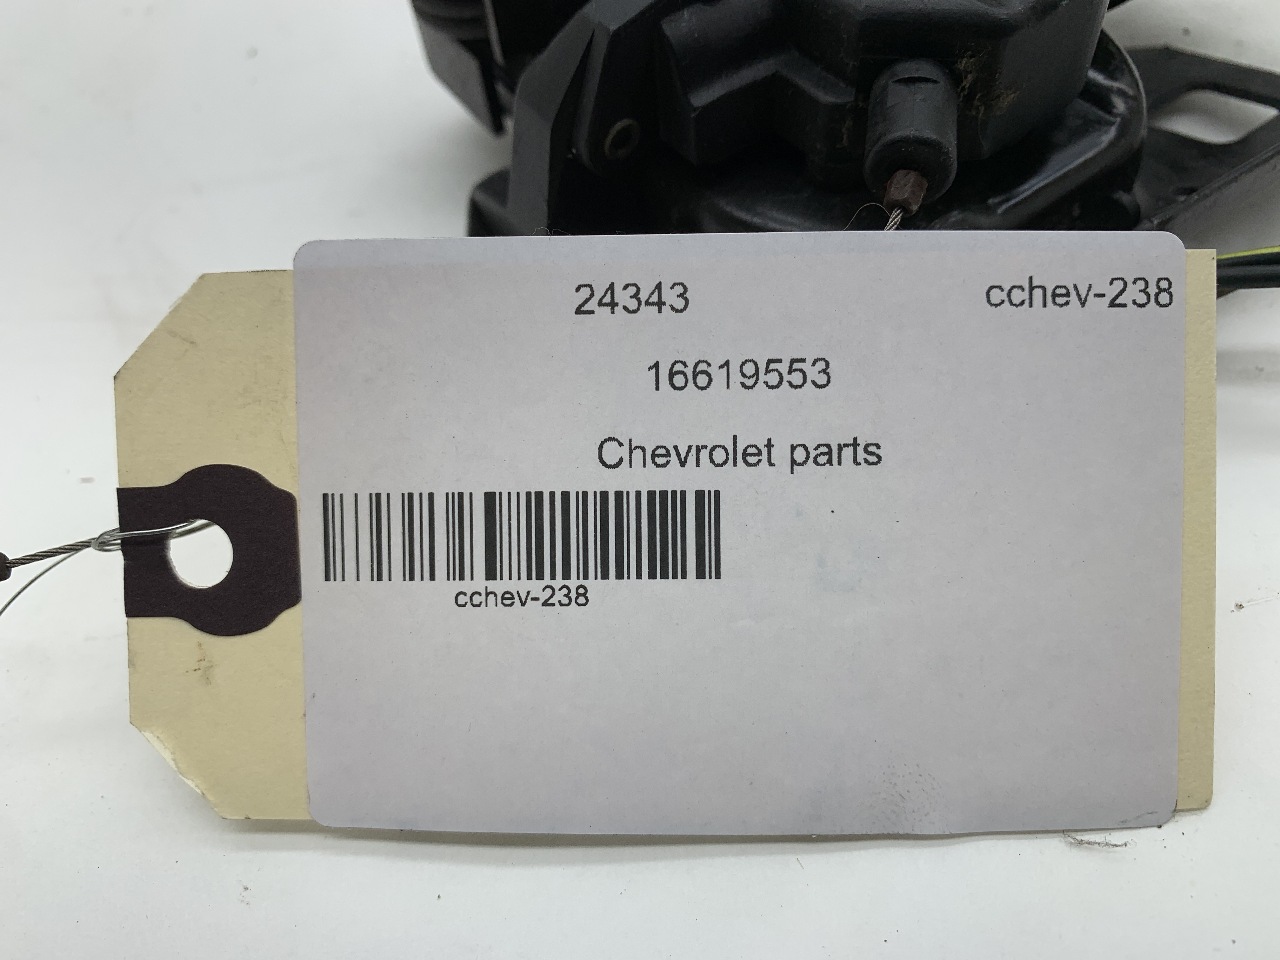 24343 cchev-238
16619553
Chevrolet parts
cchev-238